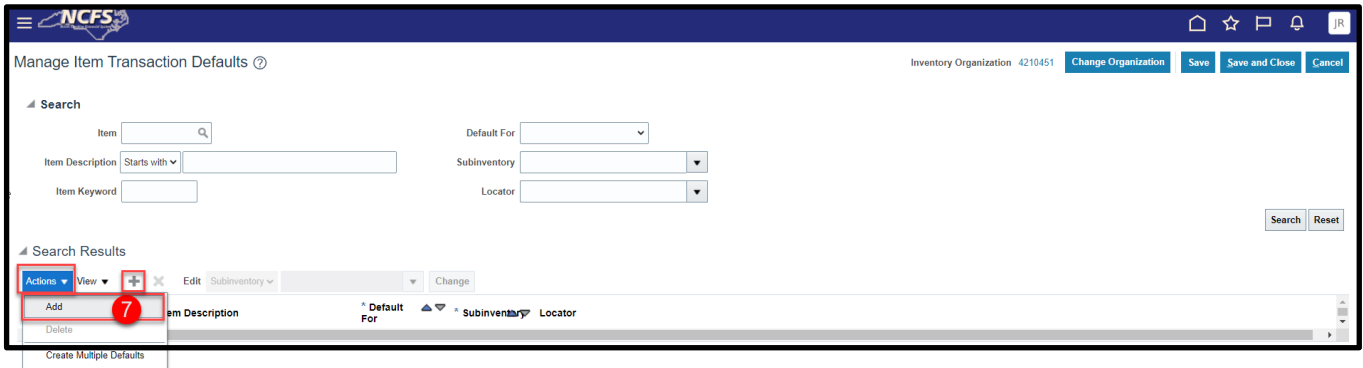 NCFS
JR
Manage Item Transaction Defaults
Inventory Organization 4210451 Change Organization Save Save and Close Cancel
Search
Item
Default For
Item Description Starts with
Subinventory
Item Keyword
Locator
Search Reset
Search Results
Actions View Edit Subinventory Change
Add 7
em Description * Default For * Subinventory Locator
Delete
Create Multiple Defaults